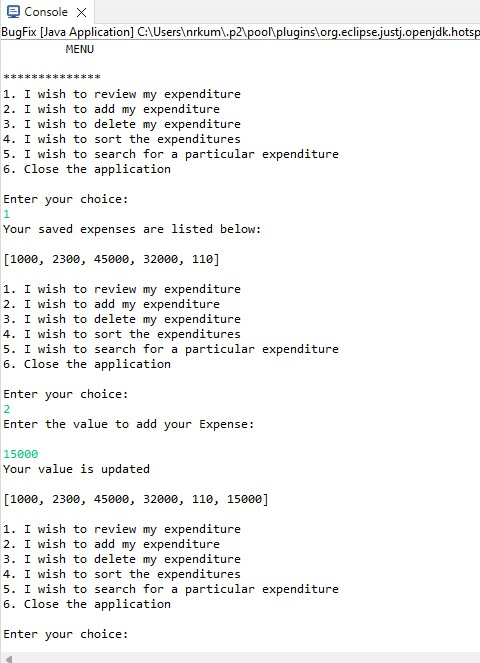 Console
BugFix [Java Application] C:\Users\nrkum\.p2\pool\plugins\org.eclipse.justj.openjdk.hotsp
MENU
**************
1. I wish to review my expenditure
2. I wish to add my expenditure
3. I wish to delete my expenditure
4. I wish to sort the expenditures
5. I wish to search for a particular expenditure
6. Close the application
Enter your choice:
1
Your saved expenses are listed below:
[1000, 2300, 45000, 32000, 110]
1. I wish to review my expenditure
2. I wish to add my expenditure
3. I wish to delete my expenditure
4. I wish to sort the expenditures
5. I wish to search for a particular expenditure
6. Close the application
Enter your choice:
2
Enter the value to add your Expense:
15000
Your value is updated
[1000, 2300, 45000, 32000, 110, 15000]
1. I wish to review my expenditure
2. I wish to add my expenditure
3. I wish to delete my expenditure
4. I wish to sort the expenditures
5. I wish to search for a particular expenditure
6. Close the application
Enter your choice: